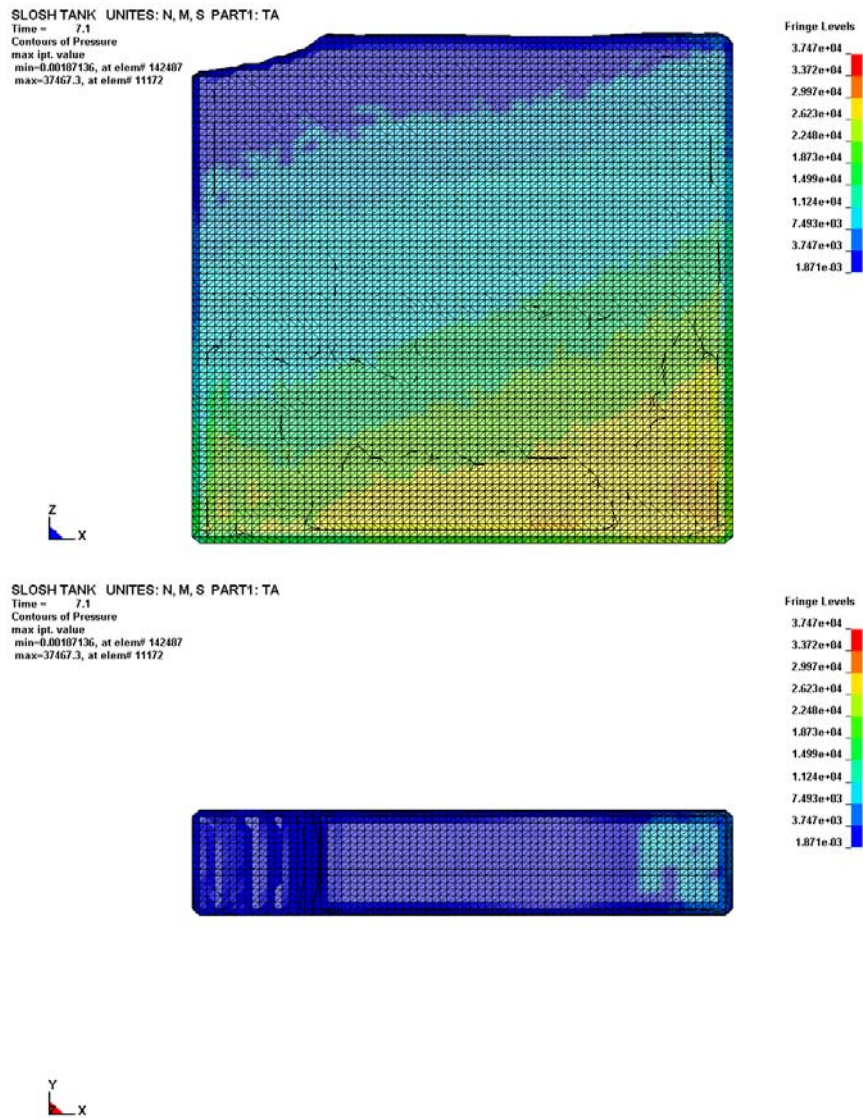 SLOSH TANK UNITES: N, M, S PART1: TA
Time = 7.1
Contours of Pressure
max ipt. value
min=0.00187136, at elem# 142487
max=37467.3, at elem# 11172
Fringe Levels
3.747e+04
3.372e+04
2.997e+04
2.623e+04
2.248e+04
1.873e+04
1.499e+04
1.124e+04
7.493e+03
3.747e+03
1.871e-03
Z
X
SLOSH TANK UNITES: N, M, S PART1: TA
Time = 7.1
Contours of Pressure
max ipt. value
min=0.00187136, at elem# 142487
max=37467.3, at elem# 11172
Fringe Levels
3.747e+04
3.372e+04
2.997e+04
2.623e+04
2.248e+04
1.873e+04
1.499e+04
1.124e+04
7.493e+03
3.747e+03
1.871e-03
Y
X